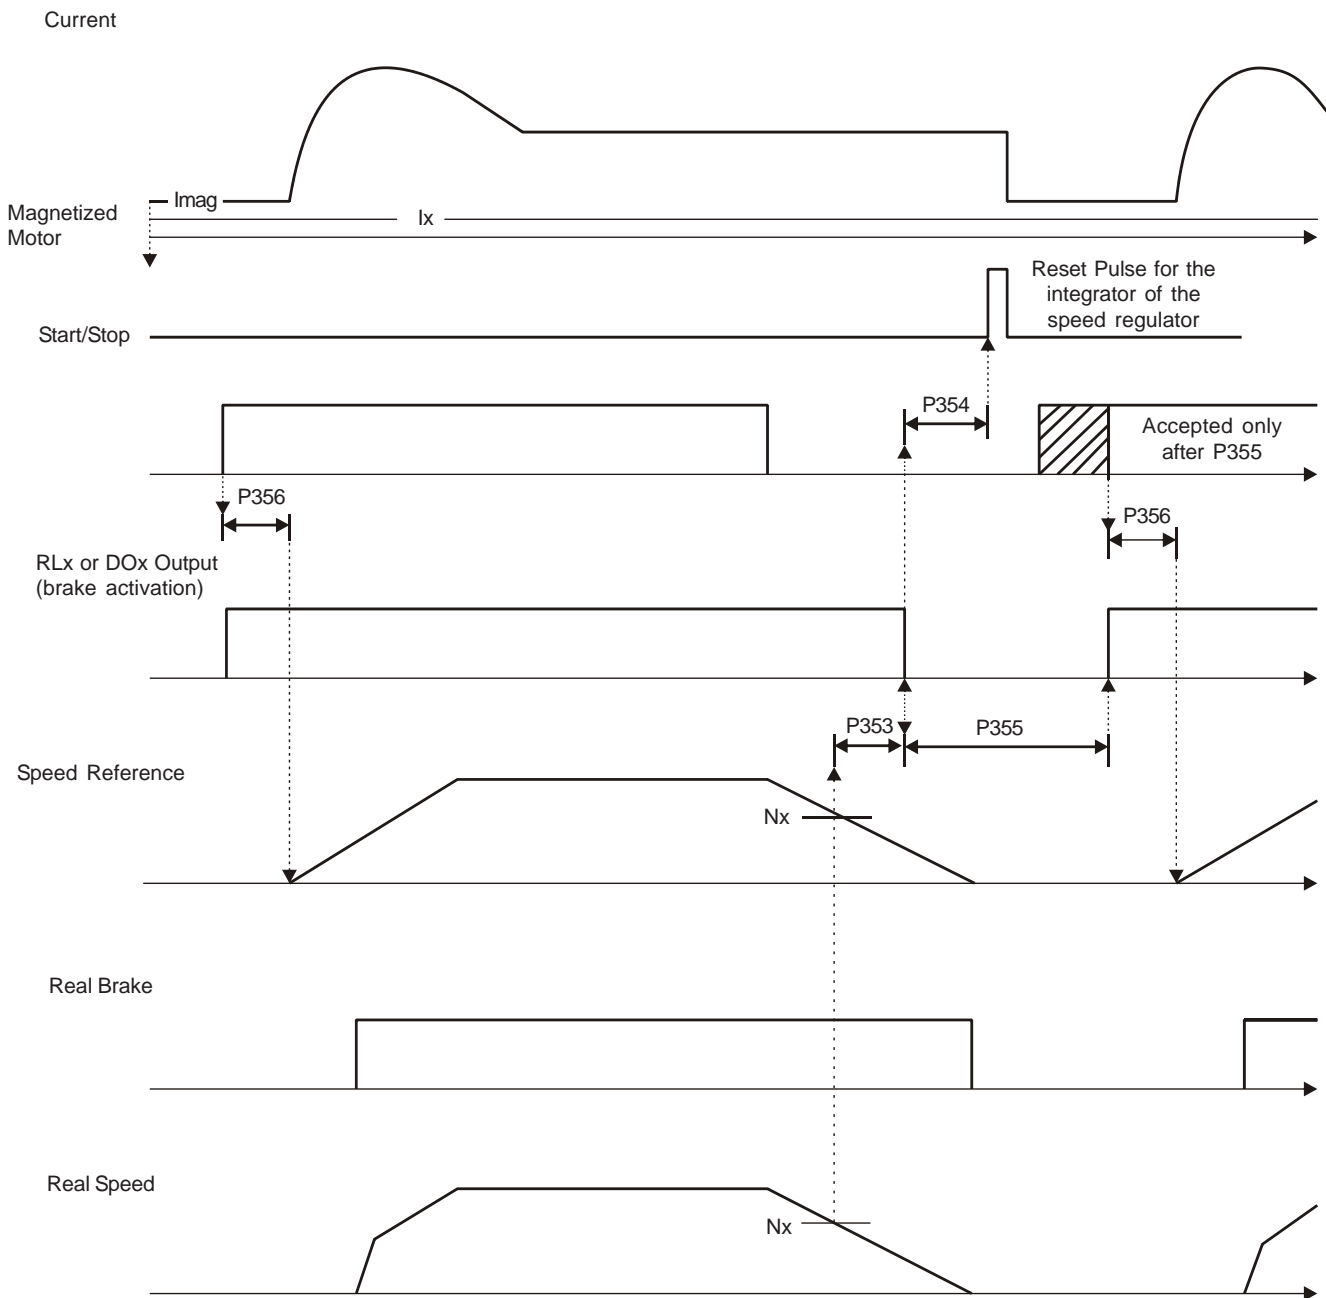 Current
Imag
Magnetized
Motor
Ix
Reset Pulse for the
integrator of the
speed regulator
Start/Stop
P354
Accepted only
after P355
P356
P356
RLx or DOx Output
(brake activation)
P353
P355
Speed Reference
Nx
Real Brake
Real Speed
Nx